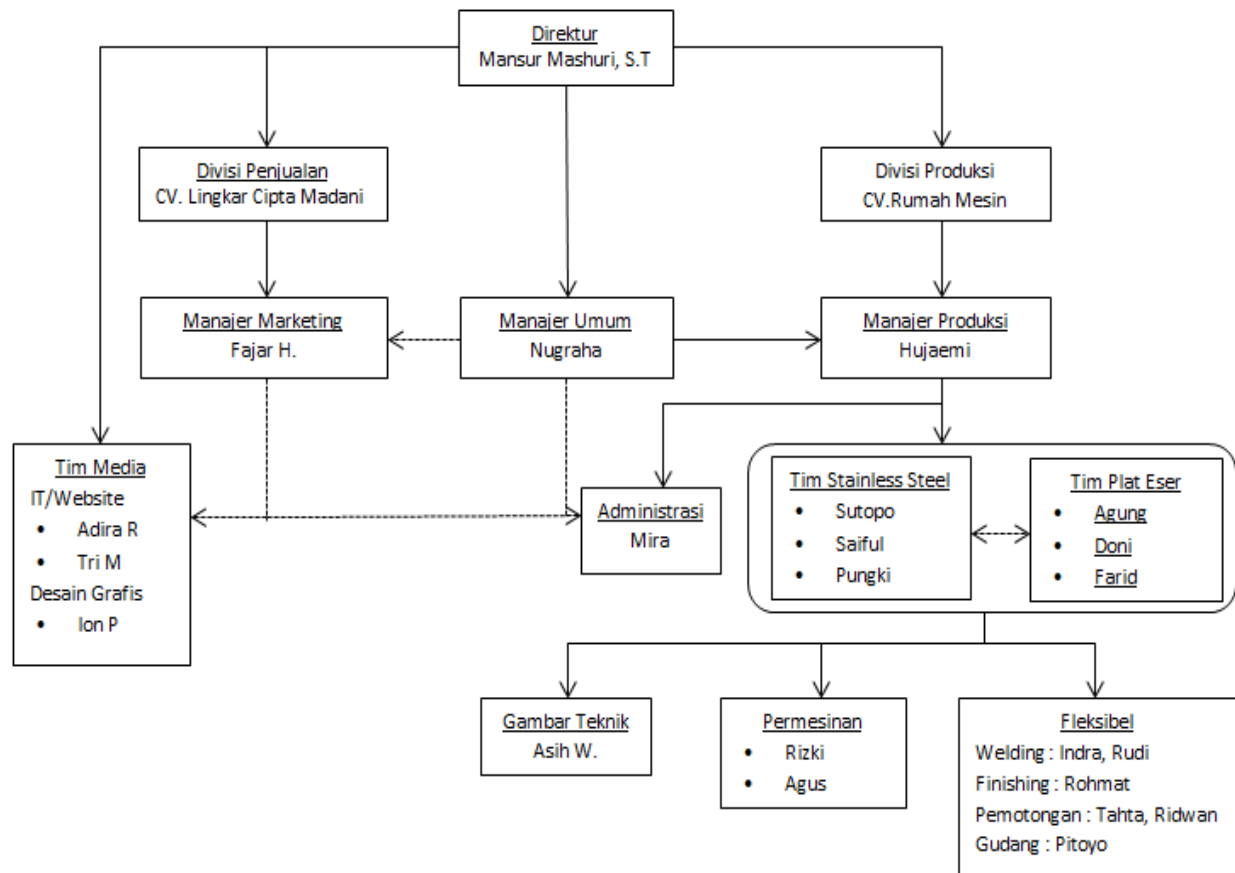 Direktur
Mansur Mashuri, S.T
Divisi Penjualan
CV. Lingkar Cipta Madani
Divisi Produksi
CV.Rumah Mesin
Manajer Marketing
Fajar H.
Manajer Umum
Nugraha
Manajer Produksi
Hujaemi
Tim Media
IT/Website
• Adira R
• Tri M
Desain Grafis
• Ion P
Administrasi
Mira
Tim Stainless Steel
• Sutopo
• Saiful
• Pungki
Tim Plat Eser
• Agung
• Doni
• Farid
Gambar Teknik
Asih W.
Permesinan
• Rizki
• Agus
Fleksibel
Welding : Indra, Rudi
Finishing : Rohmat
Pemotongan : Tahta, Ridwan
Gudang : Pitoyo